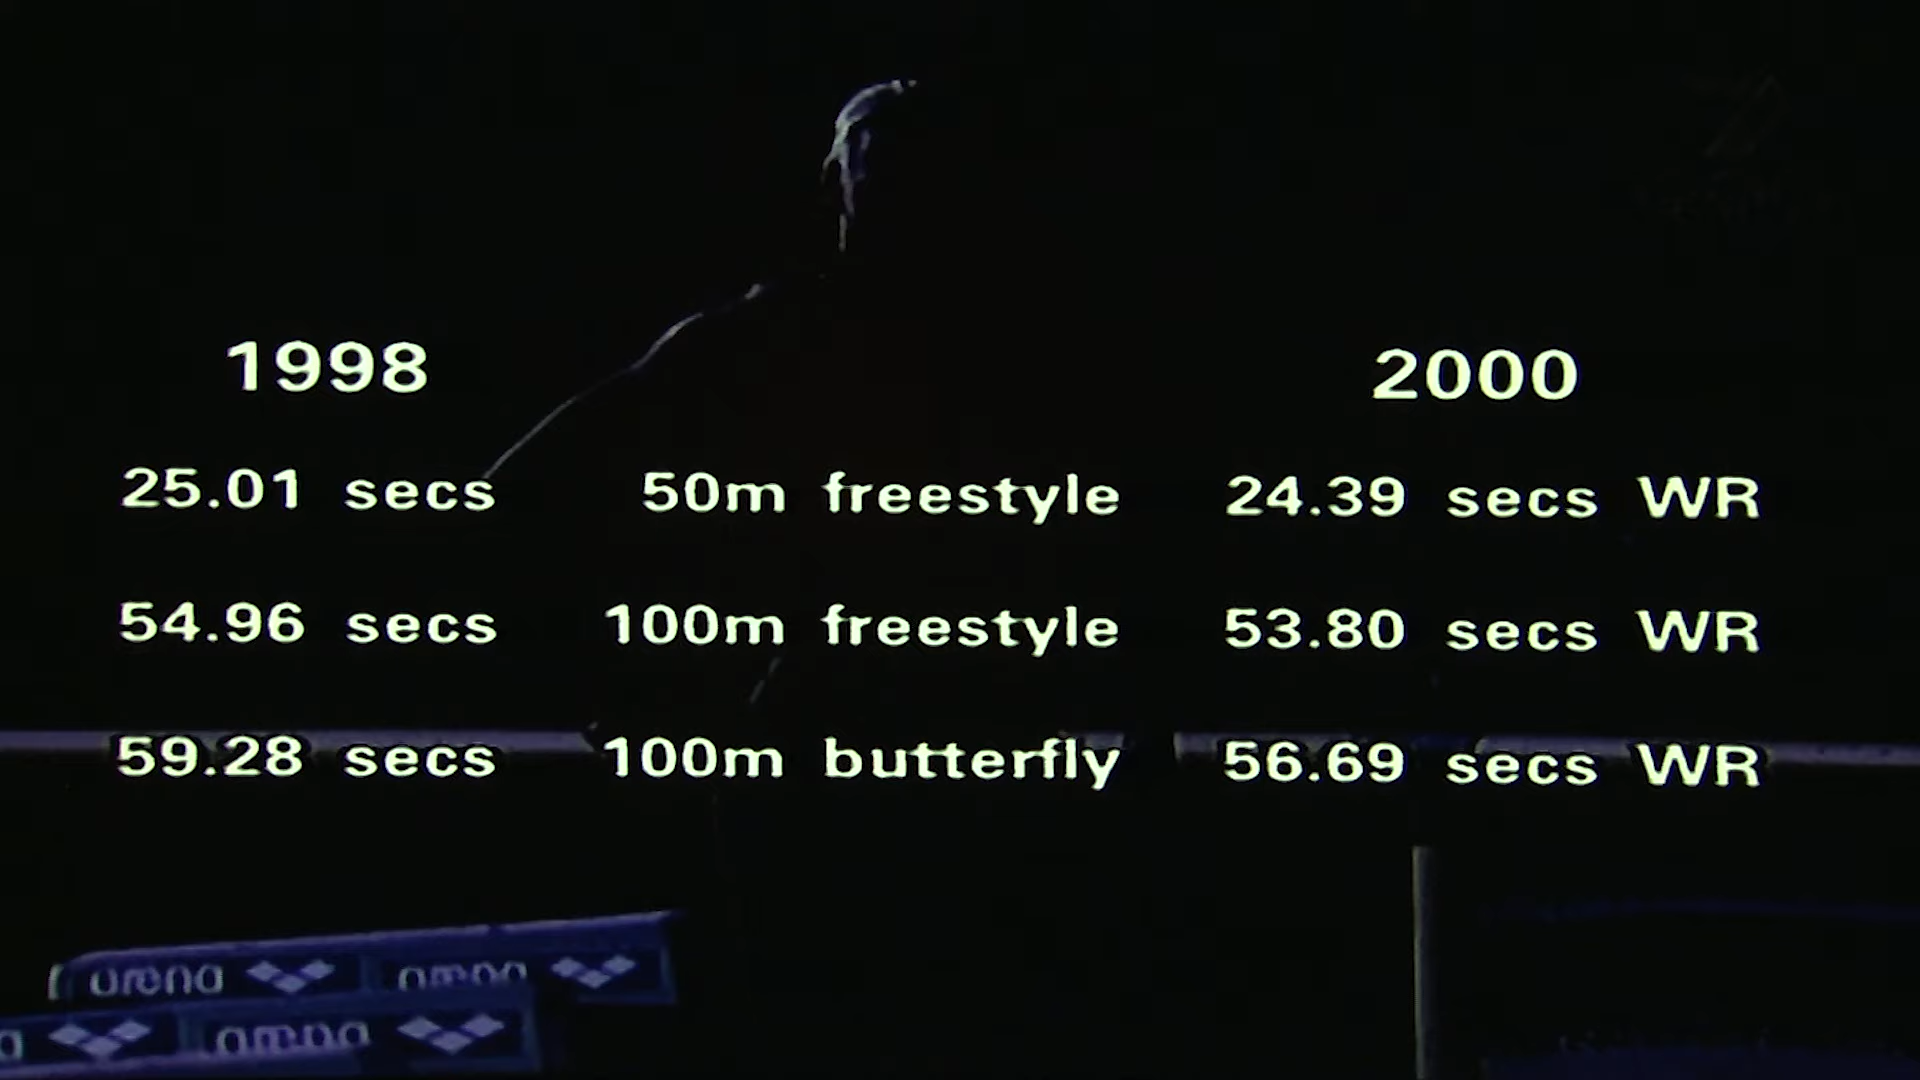 1998 2000
25.01 secs 50m freestyle 24.39 secs WR
54.96 secs 100m freestyle 53.80 secs WR
59.28 secs 100m butterfly 56.69 secs WR
arena arena
arena